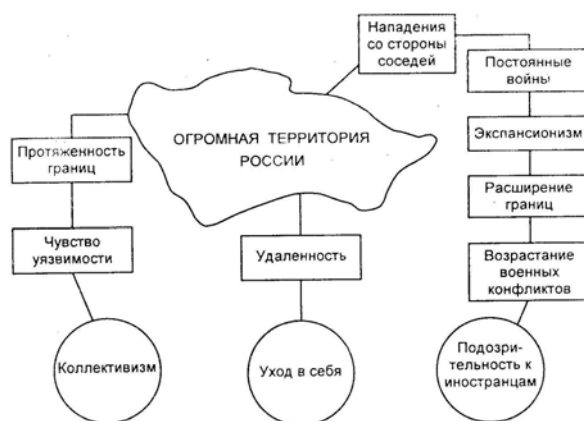 Нападения
со стороны
соседей
Постоянные
войны
ОГРОМНАЯ ТЕРРИТОРИЯ
РОССИИ
Экспансионизм
Протяженность
границ
Расширение
границ
Чувство
уязвимости
Удаленность
Возрастание
военных
конфликтов
Коллективизм
Уход в себя
Подозри-
тельность к
иностранцам